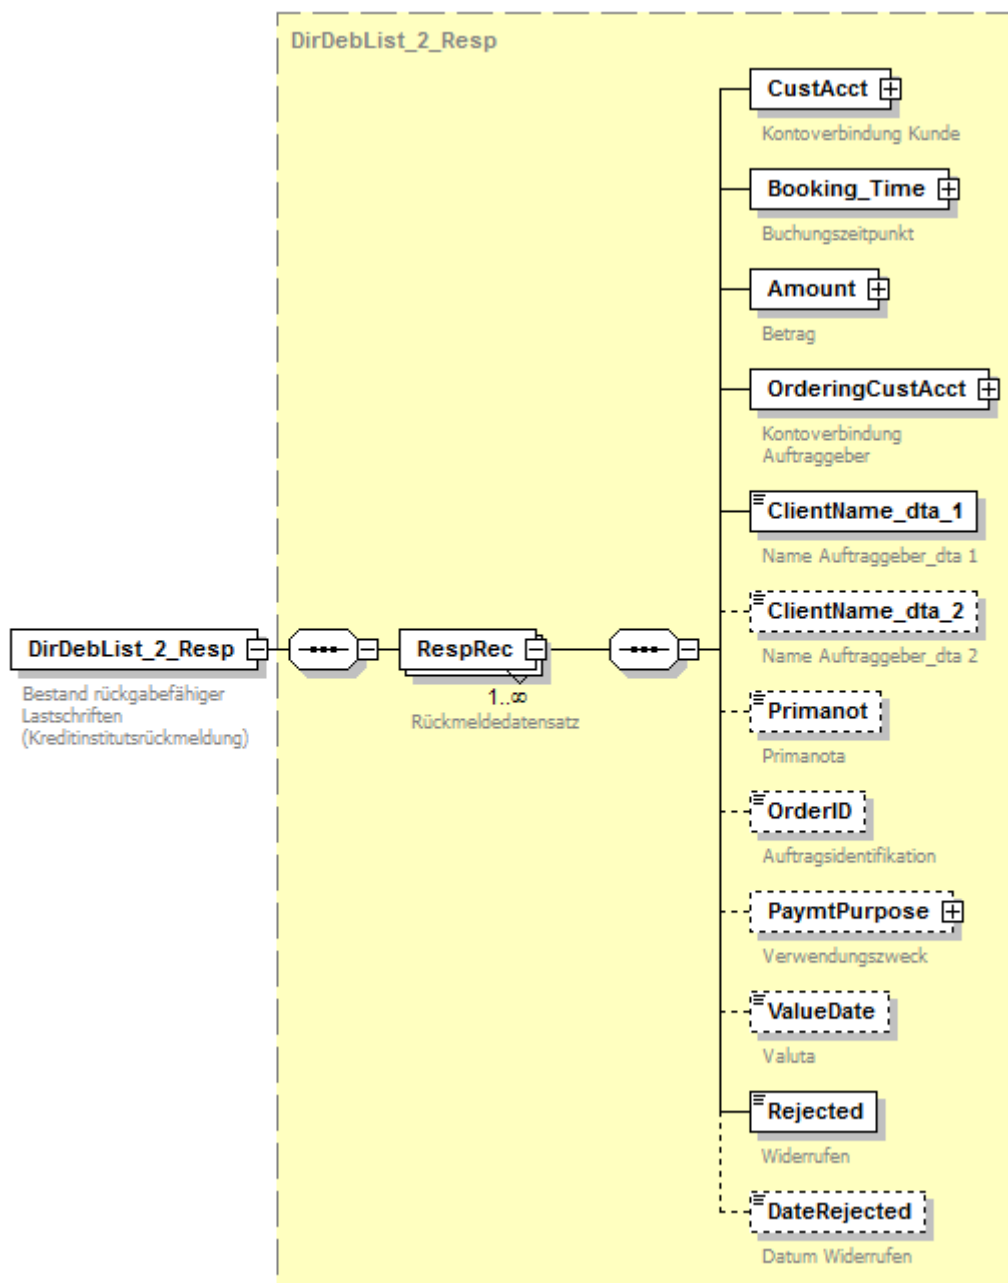 DirDebList_2_Resp
CustAcct
Kontoverbindung Kunde
Booking_Time
Buchungszeitpunkt
Amount
Betrag
OrderingCustAcct
Kontoverbindung
Auftraggeber
ClientName_dta_1
Name Auftraggeber_dta 1
ClientName_dta_2
Name Auftraggeber_dta 2
DirDebList_2_Resp
Bestand rückgabefähiger
Lastschriften
(Kreditinstitutsrückmeldung)
RespRec
1..∞
Rückmeldedatensatz
Primanot
Primanota
OrderID
Auftragsidentifikation
PaymtPurpose
Verwendungszweck
ValueDate
Valuta
Rejected
Widerrufen
DateRejected
Datum Widerrufen